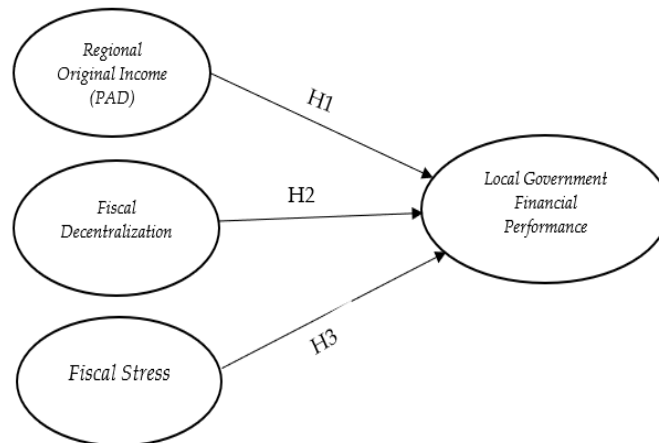 Regional
Original Income
(PAD)
H1
Local Government
Financial
Performance
Fiscal
Decentralization
H2
Fiscal Stress
H3